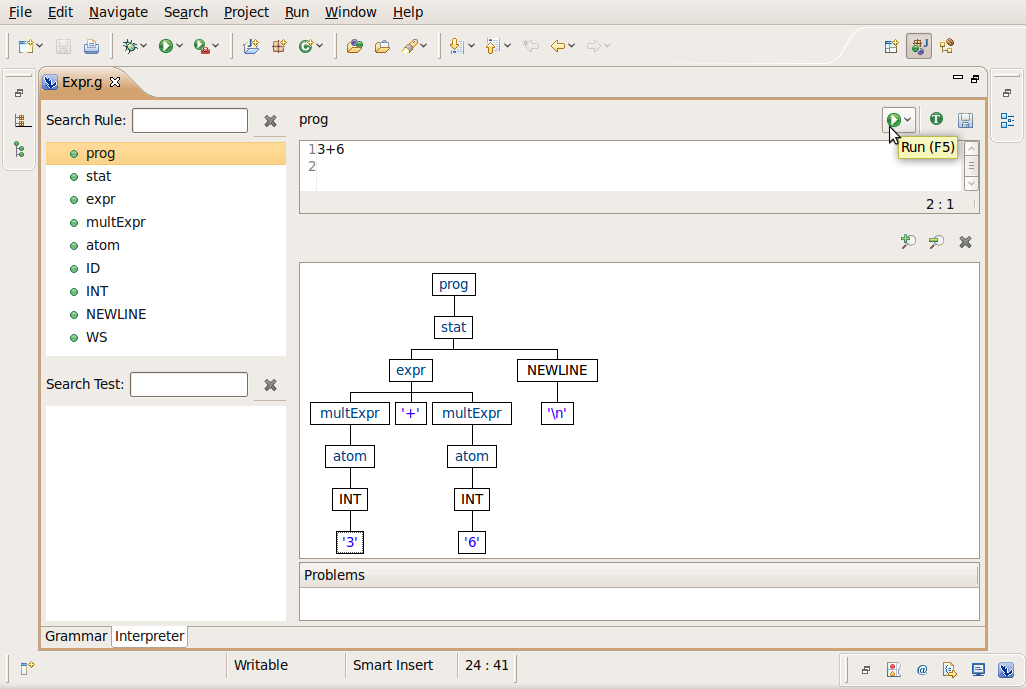 File Edit Navigate Search Project Run Window Help
Expr.g
Search Rule:
prog
stat
expr
multExpr
atom
ID
INT
NEWLINE
WS
Search Test:
prog
1 3+6
2
T
Run (F5)
2 : 1
prog
stat
expr NEWLINE
multExpr '+' multExpr '\n'
atom atom
INT INT
'3' '6'
Problems
Grammar Interpreter
Writable Smart Insert 24 : 41
@